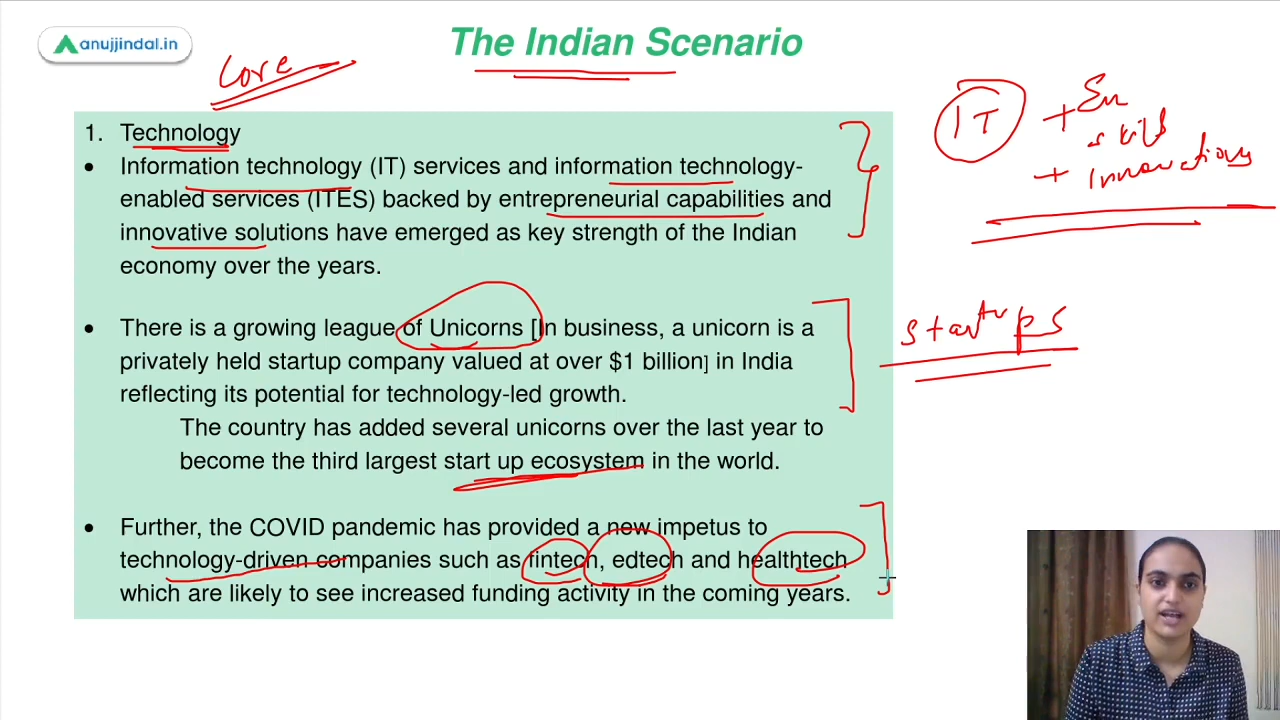 anujjindal.in
The Indian Scenario
Core
1. Technology
• Information technology (IT) services and information technology-
enabled services (ITES) backed by entrepreneurial capabilities and
innovative solutions have emerged as key strength of the Indian
economy over the years.
• There is a growing league of Unicorns [In business, a unicorn is a
privately held startup company valued at over $1 billion] in India
reflecting its potential for technology-led growth.
The country has added several unicorns over the last year to
become the third largest start up ecosystem in the world.
• Further, the COVID pandemic has provided a new impetus to
technology-driven companies such as fintech, edtech and healthtech
which are likely to see increased funding activity in the coming years.
IT +
skills
+ innovations
startups